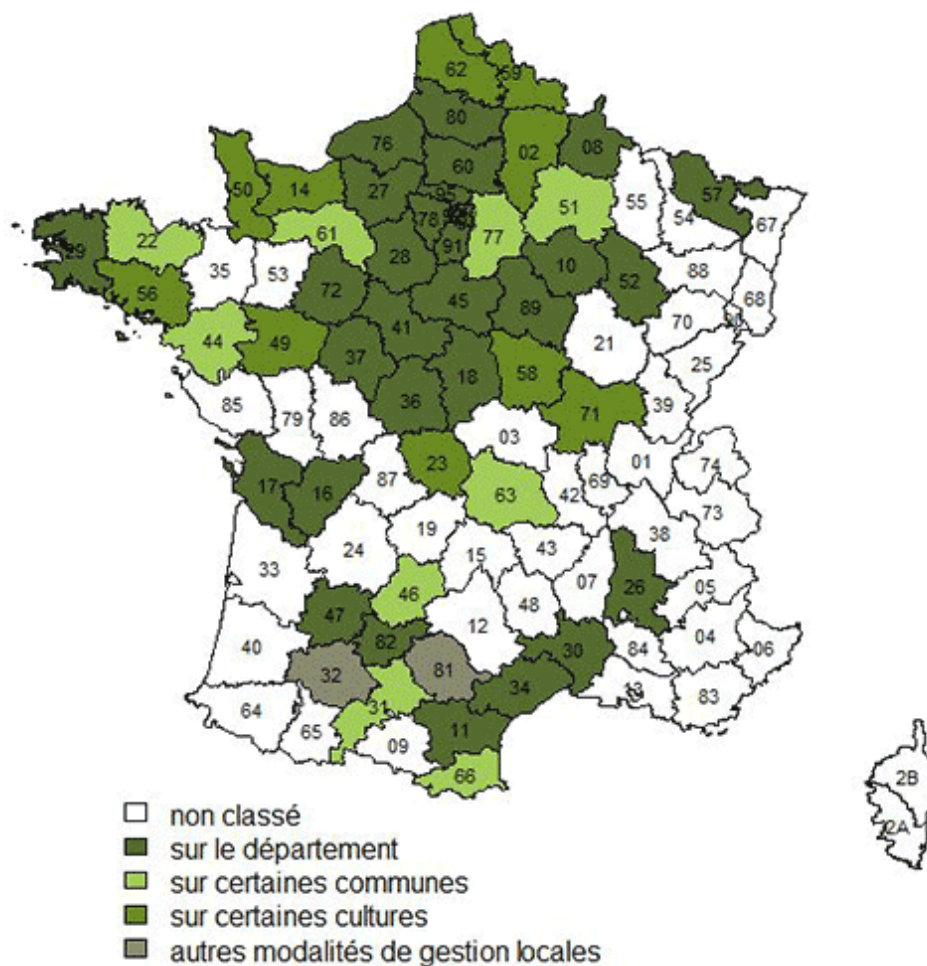 62 59
80
76 02 08
60
50 14 27 57
95 51 55 54 67
78
61 77
22 91
29 35 53 28 10 52 88
56 72 45 89 68
41 70
44 49 21
37 25
18 58
36 39
85 79 86 71
03
23 01 74
87 69
17 16 63 42 73
19 38
24 15 43
33 07 05
46 26
47 48
12 04
40 82 30 84 06
32 81
34 13 83
64 31
65 09 11
66
2B
2A
non classé
sur le département
sur certaines communes
sur certaines cultures
autres modalités de gestion locales